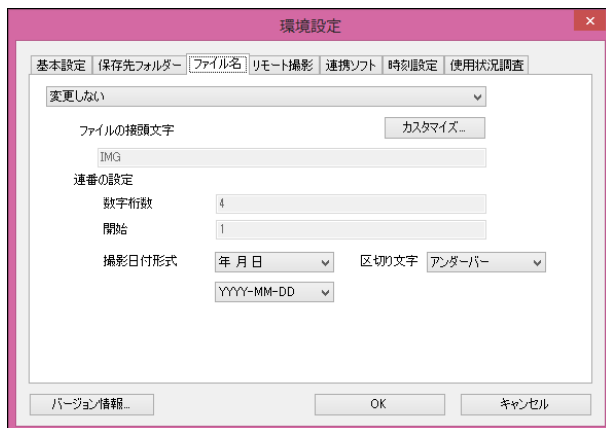 環境設定
基本設定 保存先フォルダー ファイル名 リモート撮影 連携ソフト 時刻設定 使用状況調査
変更しない
ファイルの接頭文字 カスタマイズ...
IMG
連番の設定
数字桁数 4
開始 1
撮影日付形式 年 月 日 区切り文字 アンダーバー
YYYY-MM-DD
バージョン情報... OK キャンセル